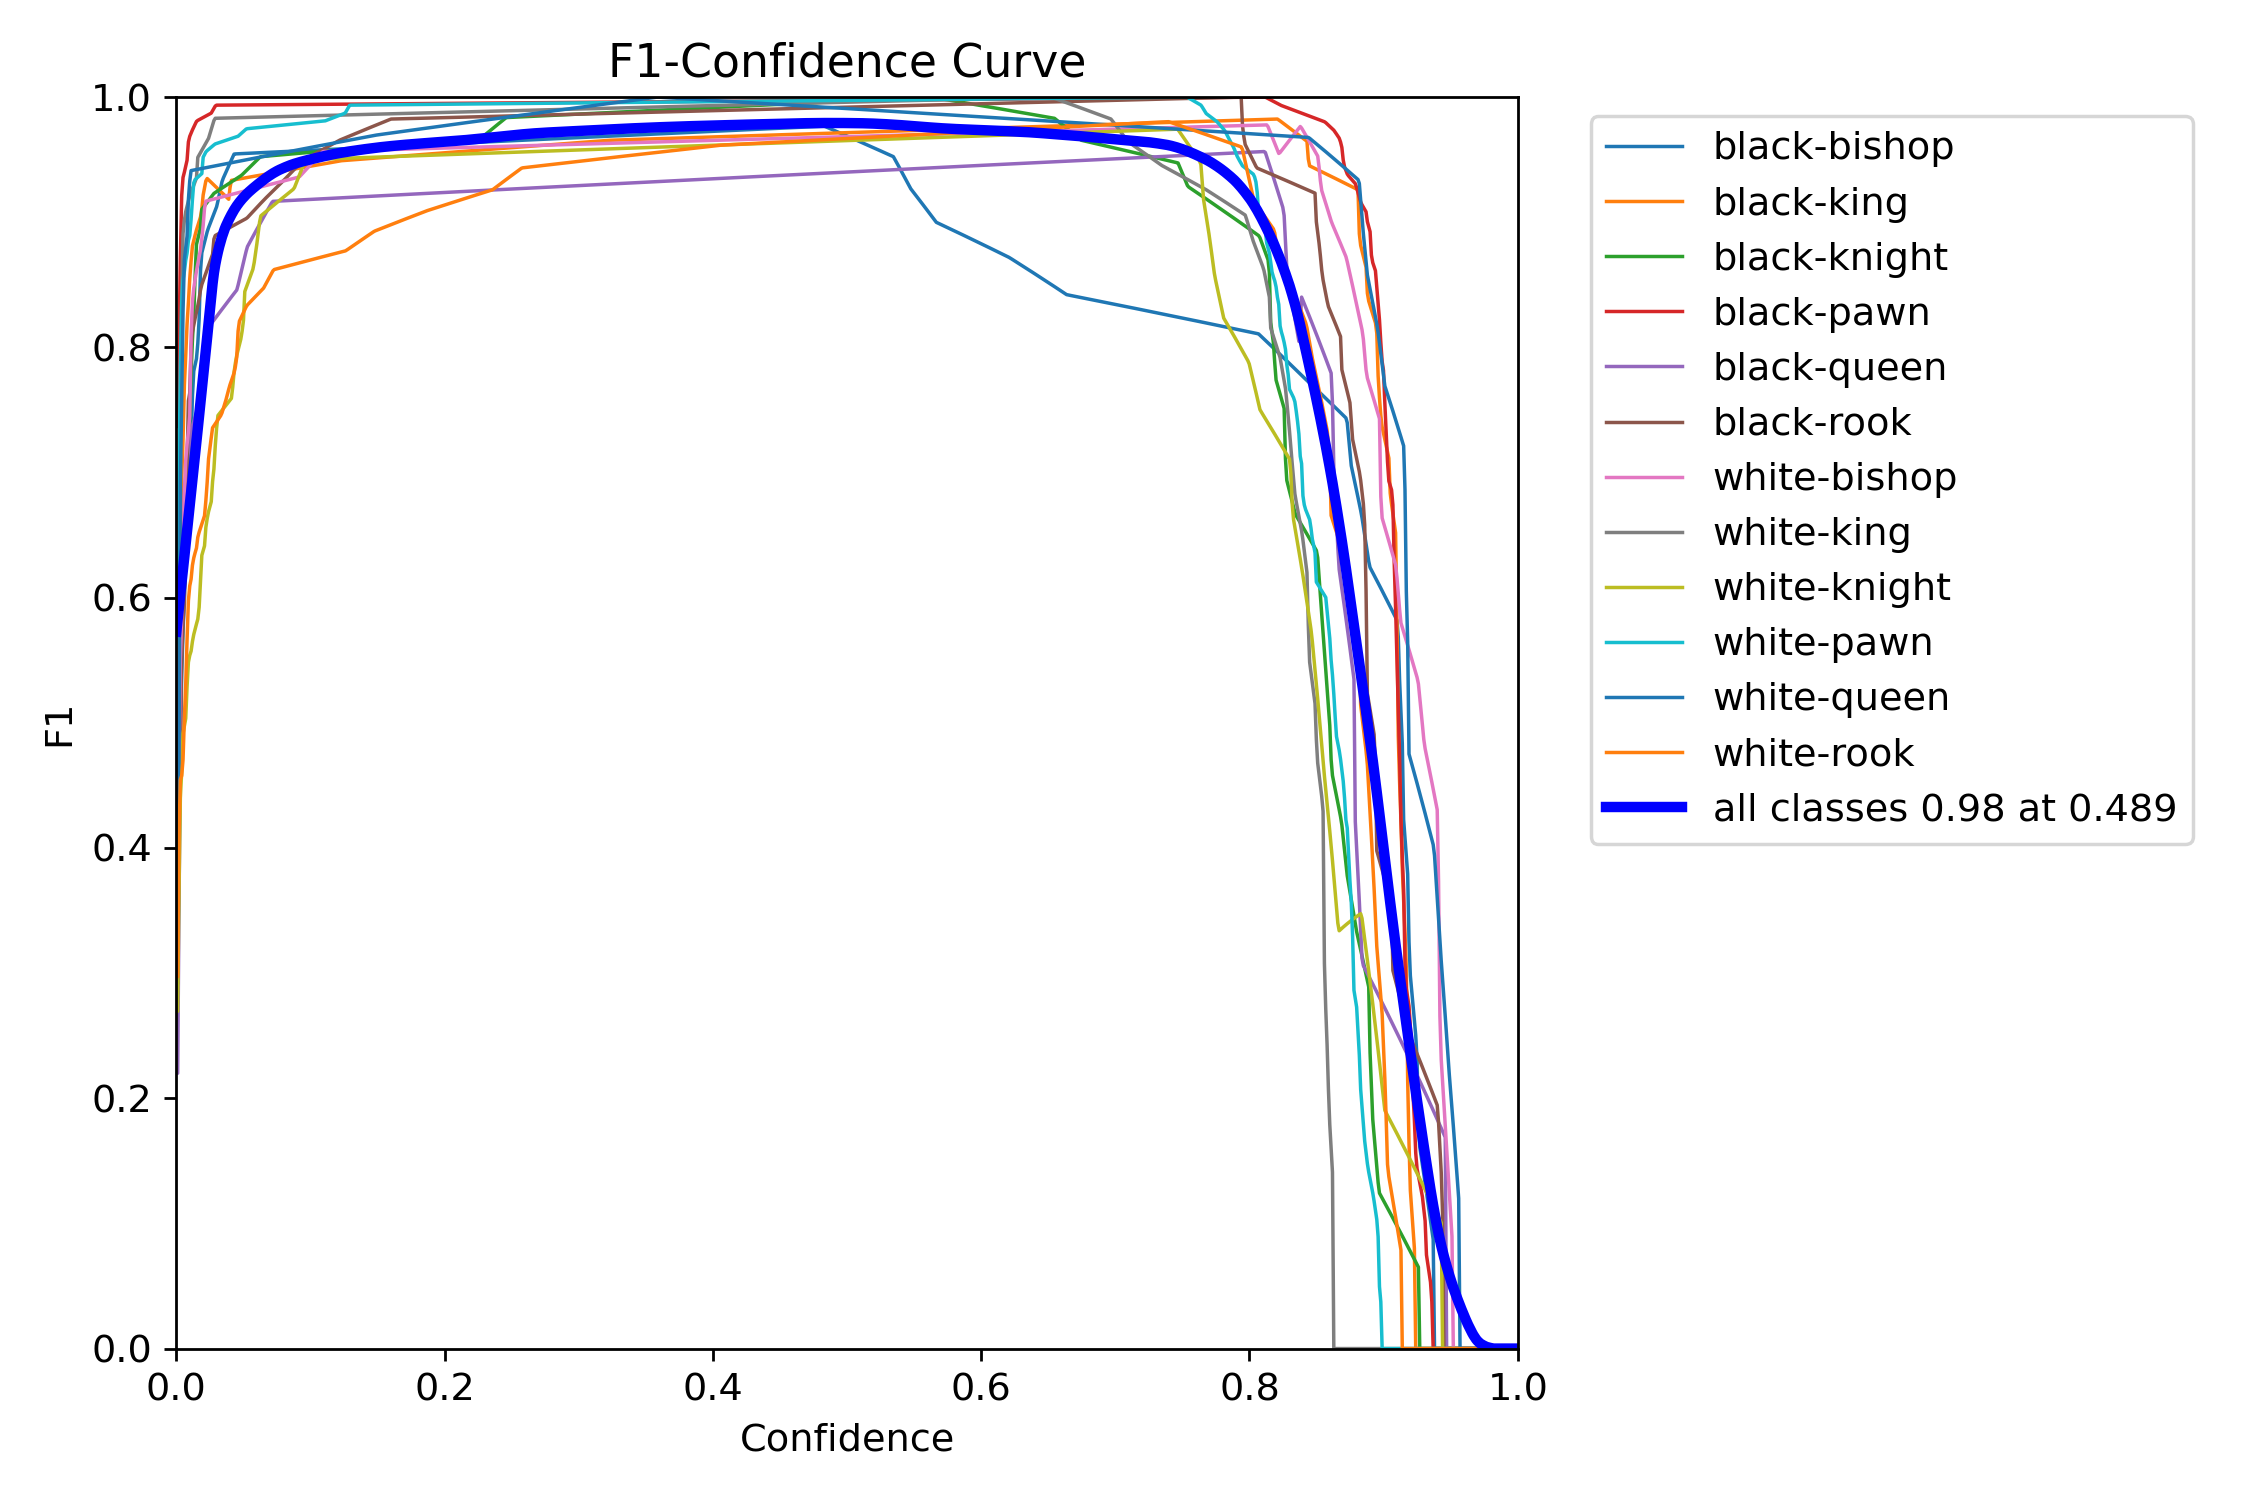 F1-Confidence Curve
1.0
0.8
0.6
0.4
0.2
0.0
F1
0.0 0.2 0.4 0.6 0.8 1.0
Confidence
black-bishop
black-king
black-knight
black-pawn
black-queen
black-rook
white-bishop
white-king
white-knight
white-pawn
white-queen
white-rook
all classes 0.98 at 0.489